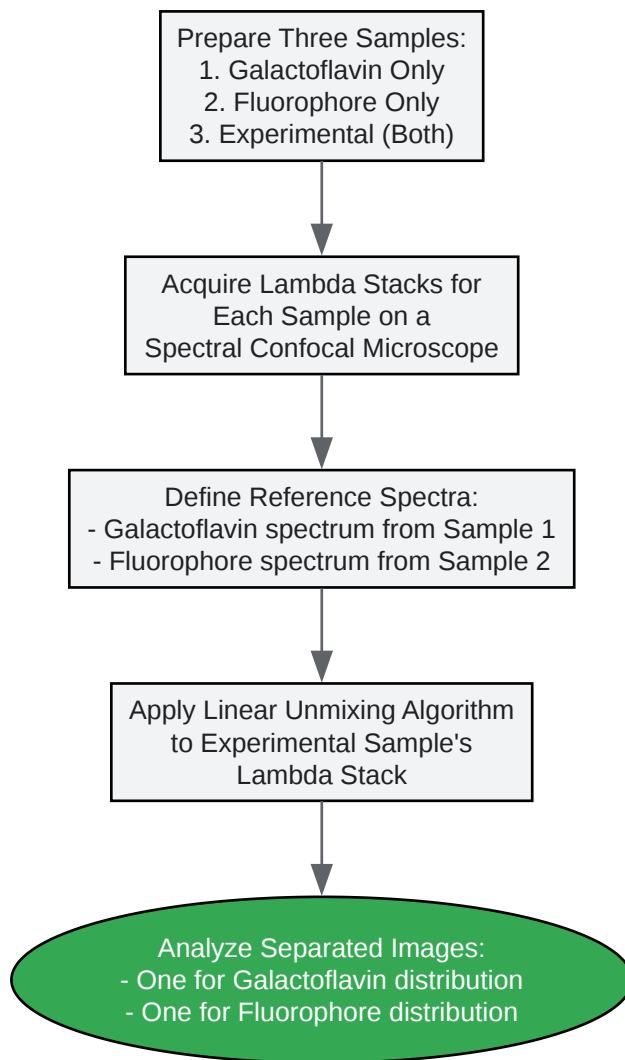 Prepare Three Samples:
1. Galactoflavin Only
2. Fluorophore Only
3. Experimental (Both)
Acquire Lambda Stacks for
Each Sample on a
Spectral Confocal Microscope
Define Reference Spectra:
- Galactoflavin spectrum from Sample 1
- Fluorophore spectrum from Sample 2
Apply Linear Unmixing Algorithm
to Experimental Sample's
Lambda Stack
Analyze Separated Images:
- One for Galactoflavin distribution
- One for Fluorophore distribution